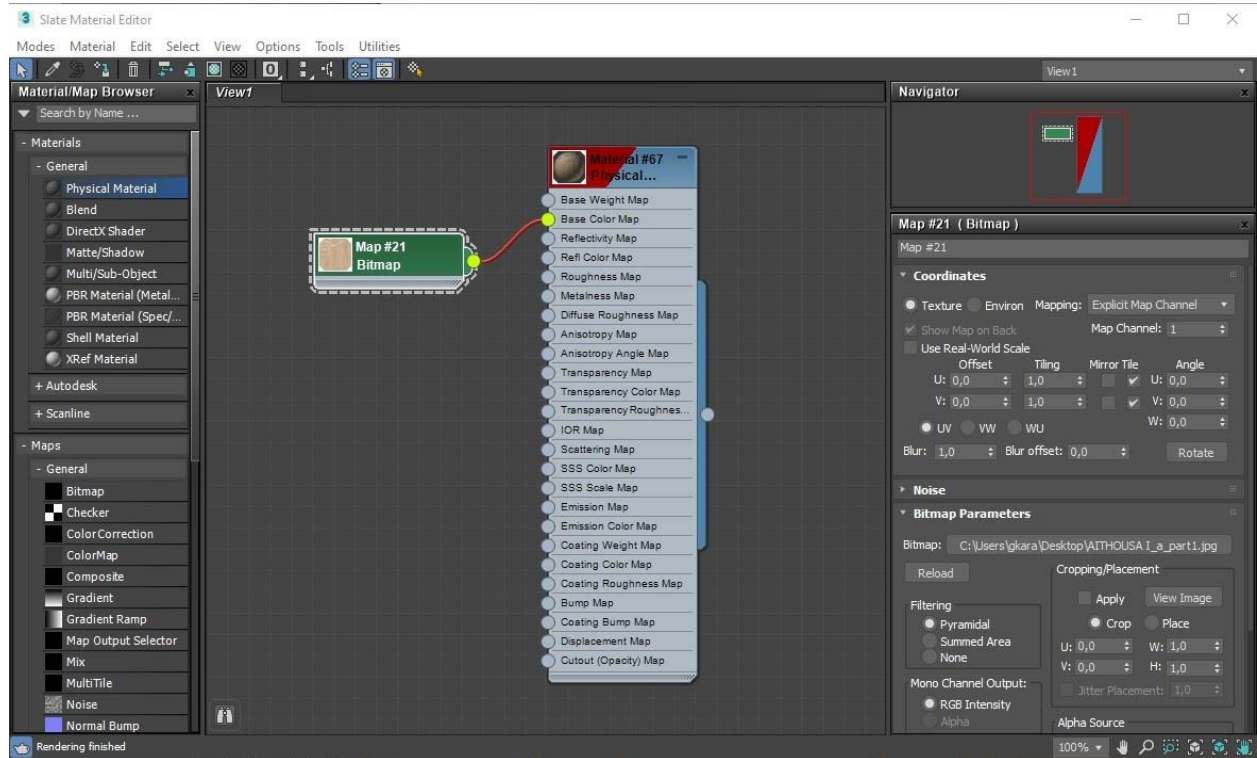 3 Slate Material Editor
Modes Material Edit Select View Options Tools Utilities
View1
Material/Map Browser x
Search by Name ...
- Materials
- General
Physical Material
Blend
DirectX Shader
Matte/Shadow
Multi/Sub-Object
PBR Material (Metal...
PBR Material (Spec/...
Shell Material
XRef Material
+ Autodesk
+ Scanline
- Maps
- General
Bitmap
Checker
ColorCorrection
ColorMap
Composite
Gradient
Gradient Ramp
Map Output Selector
Mix
MultiTile
Noise
Normal Bump
View1
Map #21
Bitmap
Material #67
Physical...
Base Weight Map
Base Color Map
Reflectivity Map
Refl Color Map
Roughness Map
Metalness Map
Diffuse Roughness Map
Anisotropy Map
Anisotropy Angle Map
Transparency Map
Transparency Color Map
Transparency Roughnes...
IOR Map
Scattering Map
SSS Color Map
SSS Scale Map
Emission Map
Emission Color Map
Coating Weight Map
Coating Color Map
Coating Roughness Map
Bump Map
Coating Bump Map
Displacement Map
Cutout (Opacity) Map
Navigator x
Map #21 ( Bitmap ) x
Map #21
Coordinates
Texture Environ Mapping: Explicit Map Channel
Show Map on Back Map Channel: 1
Use Real-World Scale
Offset Tiling Mirror Tile Angle
U: 0,0 1,0 U: 0,0
V: 0,0 1,0 V: 0,0
W: 0,0
UV VW WU
Blur: 1,0 Blur offset: 0,0 Rotate
Noise
Bitmap Parameters
Bitmap: C:\Users\gkara\Desktop\AITHOUSA I_a_part1.jpg
Reload
Cropping/Placement
Apply View Image
Crop Place
U: 0,0 W: 1,0
V: 0,0 H: 1,0
Jitter Placement: 1,0
Filtering
Pyramidal
Summed Area
None
Mono Channel Output:
RGB Intensity
Alpha
Alpha Source
Rendering finished
100%